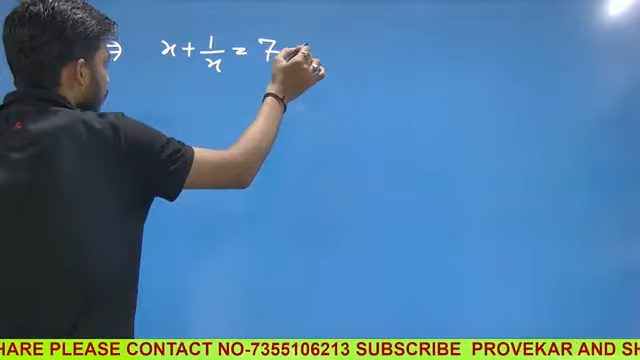 ⇒ x + 1/x = 7
HARE PLEASE CONTACT NO-7355106213 SUBSCRIBE PROVEKAR AND SH